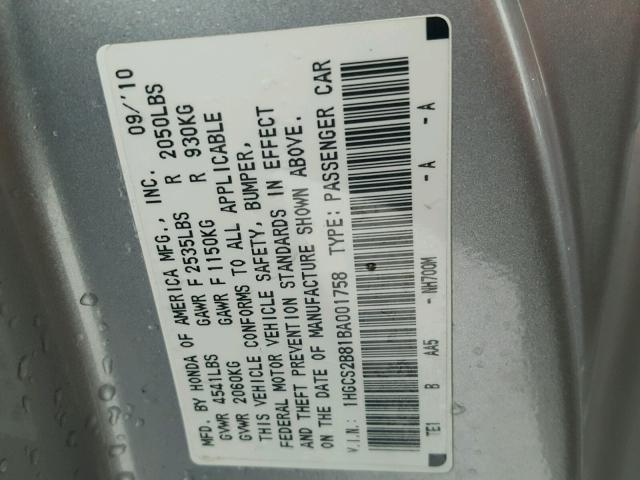 MFD. BY HONDA OF AMERICA MFG., INC. 09/'10
GVWR 4541LBS GAWR F 2535LBS R 2050LBS
GVWR 2060KG GAWR F 1150KG R 930KG
THIS VEHICLE CONFORMS TO ALL APPLICABLE
FEDERAL MOTOR VEHICLE SAFETY, BUMPER,
AND THEFT PREVENTION STANDARDS IN EFFECT
ON THE DATE OF MANUFACTURE SHOWN ABOVE.
V.I.N.: 1HGCS2B81BA001758 TYPE: PASSENGER CAR
TE1 B AA5 - NH700M - A - A